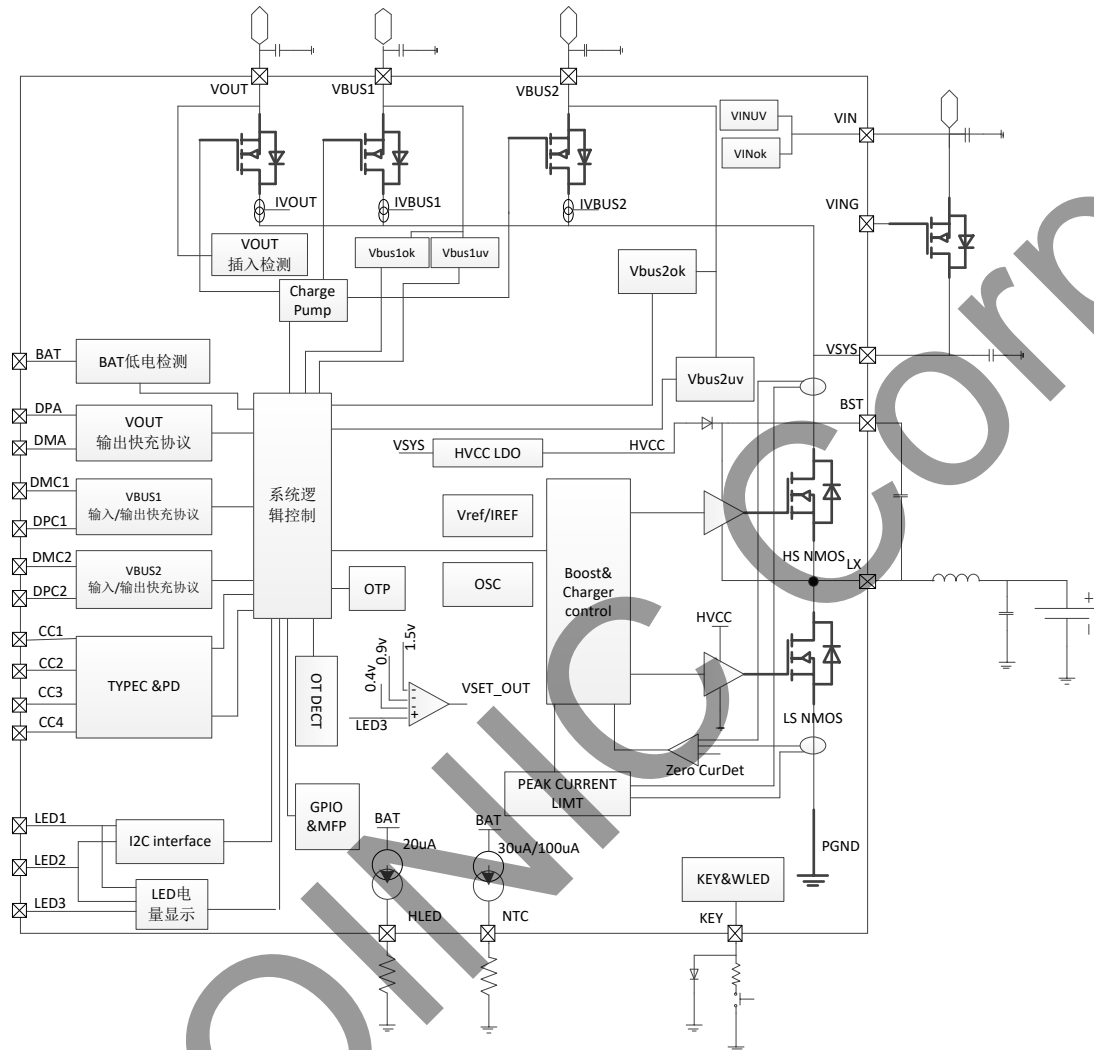 VOUT
VBUS1
VBUS2
VINUV
VIN
VINok
VING
IVOUT
IVBUS1
IVBUS2
VOUT
插入检测
Vbus1ok
Vbus1uv
Vbus2ok
Charge
Pump
BAT
BAT低电检测
VSYS
Vbus2uv
BST
DPA
DMA
VOUT
输出快充协议
VSYS
HVCC LDO
HVCC
DMC1
DPC1
VBUS1
输入/输出快充协议
系统逻
辑控制
Vref/IREF
HS NMOS
LX
DMC2
DPC2
VBUS2
输入/输出快充协议
OTP
OSC
Boost&
Charger
control
HVCC
CC1
CC2
CC3
CC4
TYPEC &PD
OT DECT
0.4v
0.9v
1.5v
LED3
VSET_OUT
LS NMOS
Zero CurDet
PEAK CURRENT
LIMT
LED1
LED2
LED3
I2C interface
LED电
量显示
GPIO
&MFP
BAT
20uA
BAT
30uA/100uA
PGND
KEY&WLED
HLED
NTC
KEY